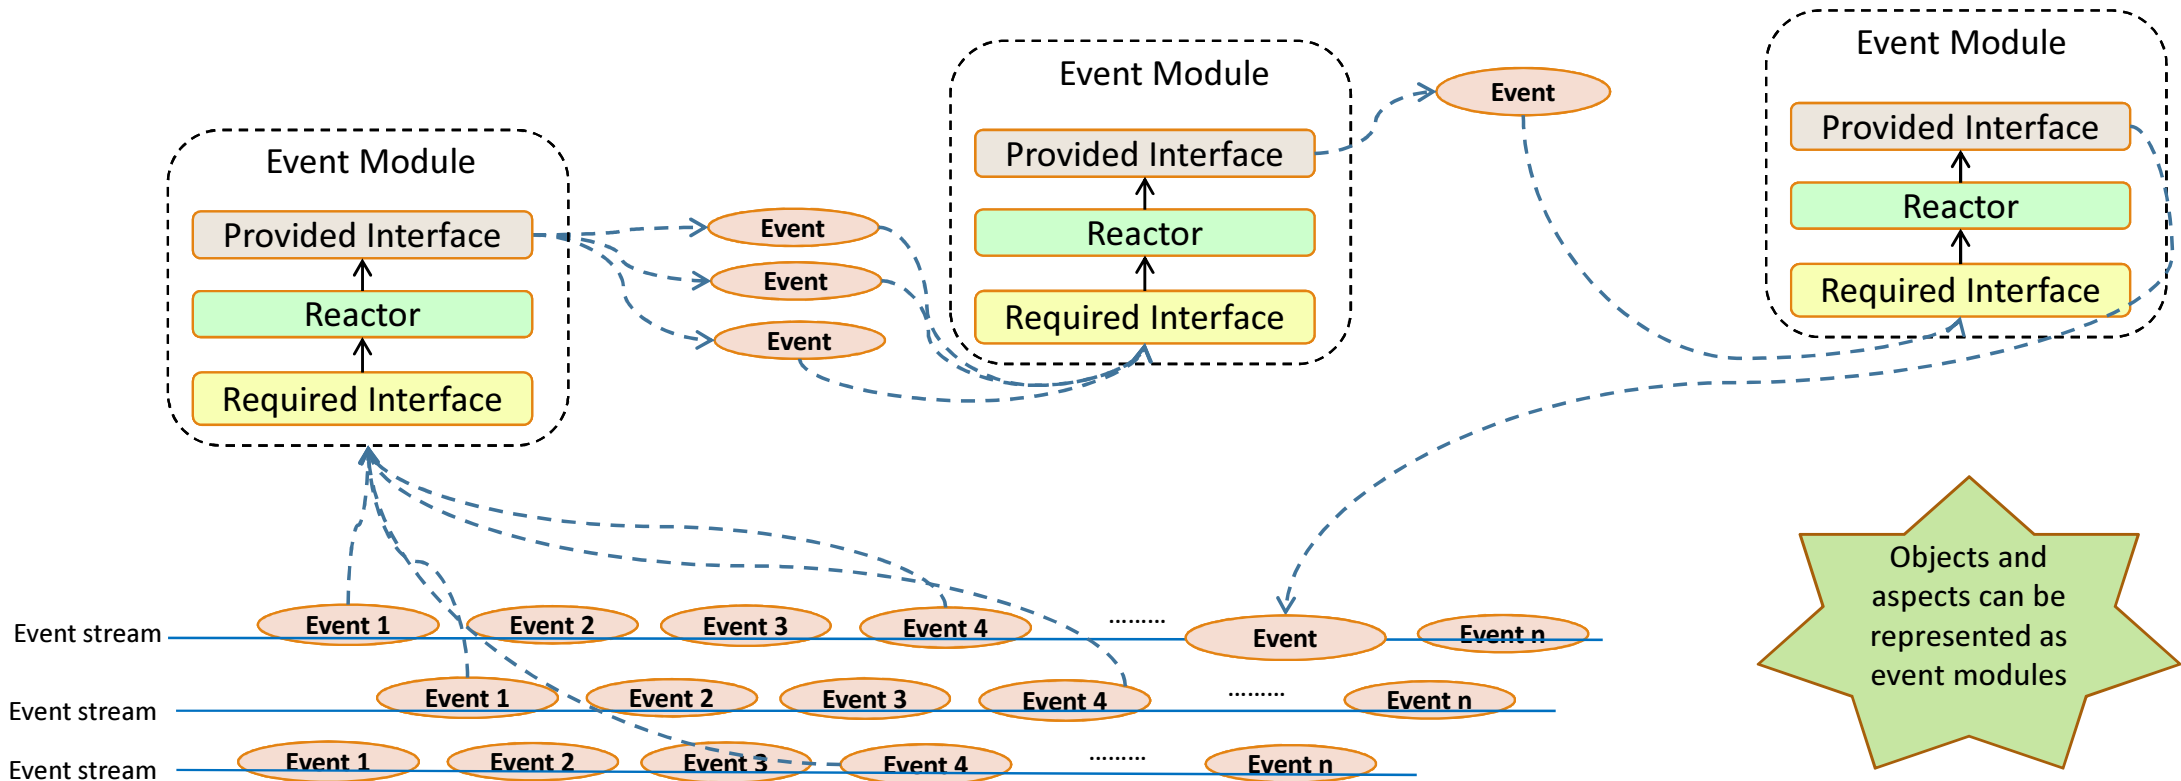 Event Module
Provided Interface
Reactor
Required Interface
Event
Event
Event
Event Module
Provided Interface
Reactor
Required Interface
Event
Event Module
Provided Interface
Reactor
Required Interface
Event stream
Event 1
Event 2
Event 3
Event 4
.........
Event
Event n
Event stream
Event 1
Event 2
Event 3
Event 4
.........
Event n
Event stream
Event 1
Event 2
Event 3
Event 4
.........
Event n
Objects and
aspects can be
represented as
event modules